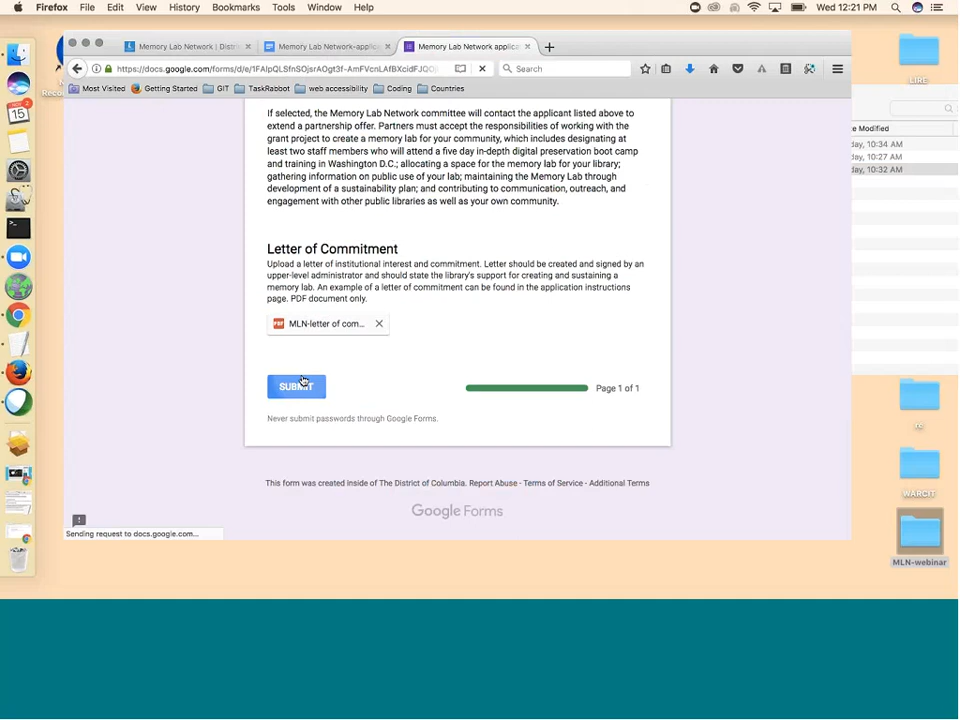 Firefox File Edit View History Bookmarks Tools Window Help Wed 12:21 PM
Memory Lab Network | Distri Memory Lab Network-applic Memory Lab Network applica
Search
Most Visited Getting Started GIT TaskRabbot web accessibility Coding Countries
LIRE
e Modified
day, 10:34 AM
day, 10:27 AM
day, 10:32 AM
NOV 2
15
If selected, the Memory Lab Network committee will contact the applicant listed above to
extend a partnership offer. Partners must accept the responsibilities of working with the
grant project to create a memory lab for your community, which includes designating at
least two staff members who will attend a five day in-depth digital preservation boot camp
and training in Washington D.C.; allocating a space for the memory lab for your library;
gathering information on public use of your lab; maintaining the Memory Lab through
development of a sustainability plan; and contributing to communication, outreach, and
engagement with other public libraries as well as your own community.
Letter of Commitment
Upload a letter of institutional interest and commitment. Letter should be created and signed by an
upper-level administrator and should state the library's support for creating and sustaining a
memory lab. An example of a letter of commitment can be found in the application instructions
page. PDF document only.
PDF MLN-letter of com...
SUBMIT
Page 1 of 1
Never submit passwords through Google Forms.
This form was created inside of The District of Columbia. Report Abuse - Terms of Service - Additional Terms
Google Forms
Sending request to docs.google.com...
WARCIT
MLN-webinar